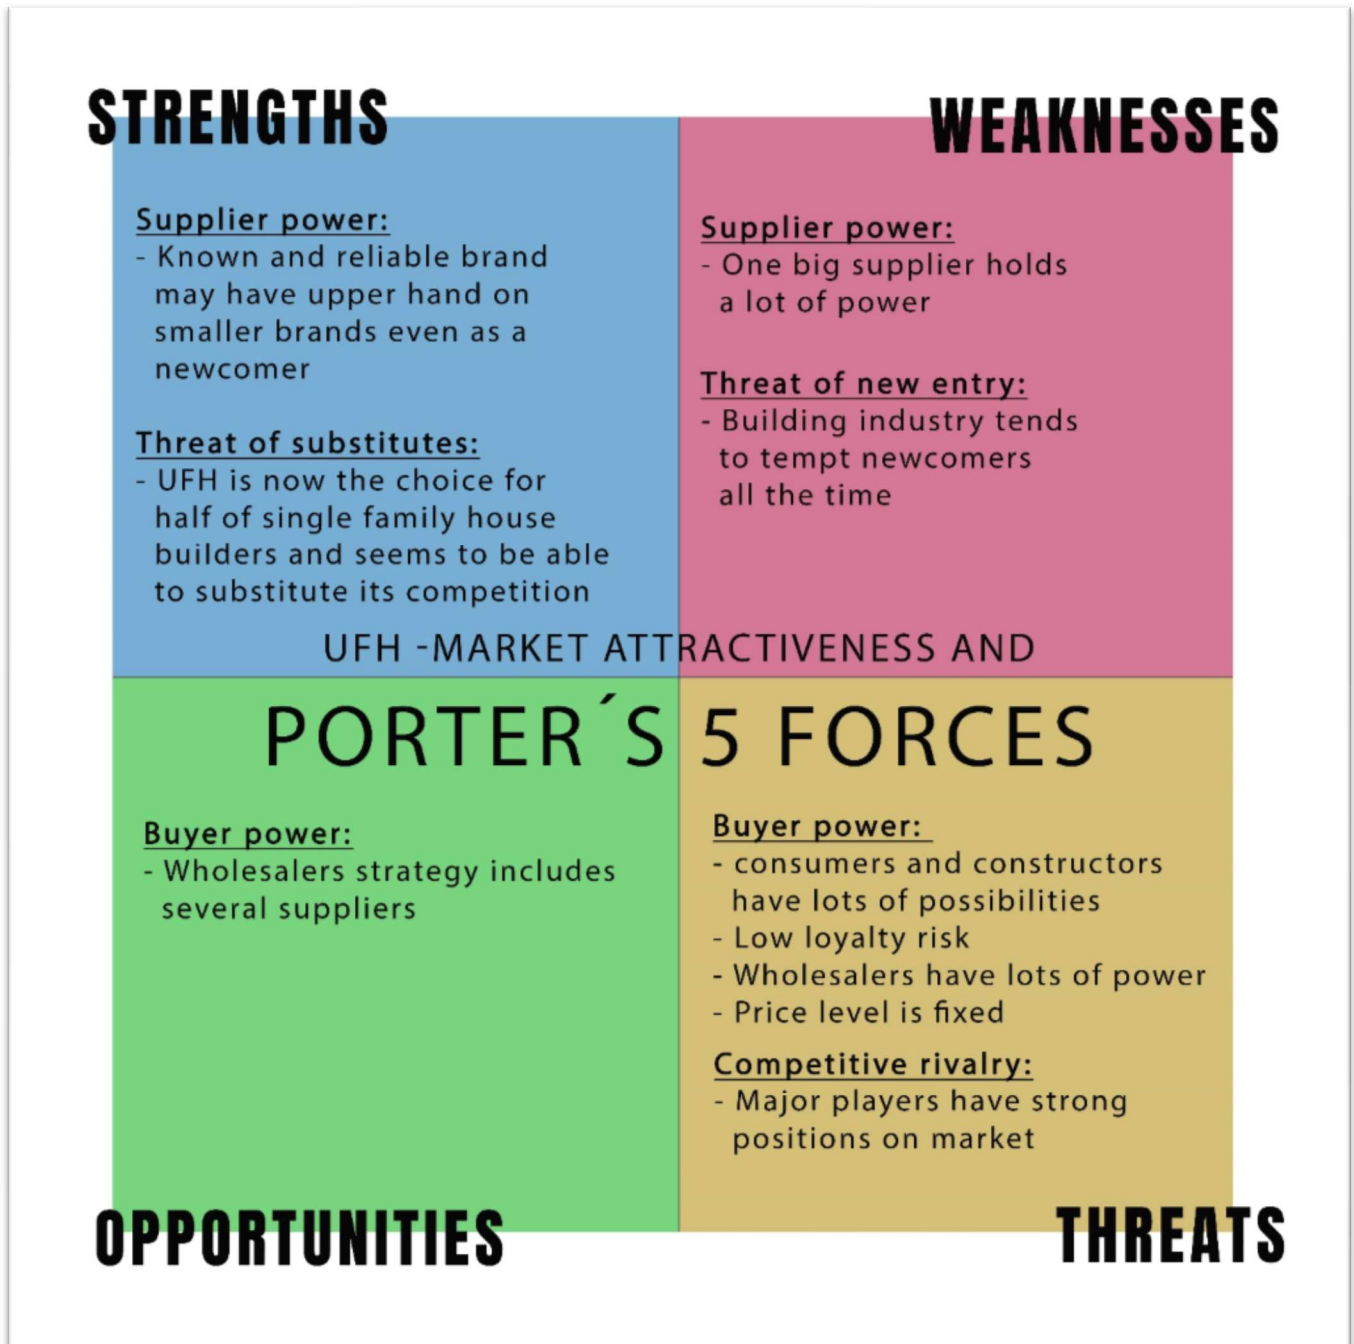 STRENGTHS
Supplier power:
- Known and reliable brand
may have upper hand on
smaller brands even as a
newcomer
Threat of substitutes:
- UFH is now the choice for
half of single family house
builders and seems to be able
to substitute its competition
WEAKNESSES
Supplier power:
- One big supplier holds
a lot of power
Threat of new entry:
- Building industry tends
to tempt newcomers
all the time
UFH -MARKET ATTRACTIVENESS AND
PORTER´S 5 FORCES
Buyer power:
- Wholesalers strategy includes
several suppliers
OPPORTUNITIES
Buyer power:
- consumers and constructors
have lots of possibilities
- Low loyalty risk
- Wholesalers have lots of power
- Price level is fixed
Competitive rivalry:
- Major players have strong
positions on market
THREATS